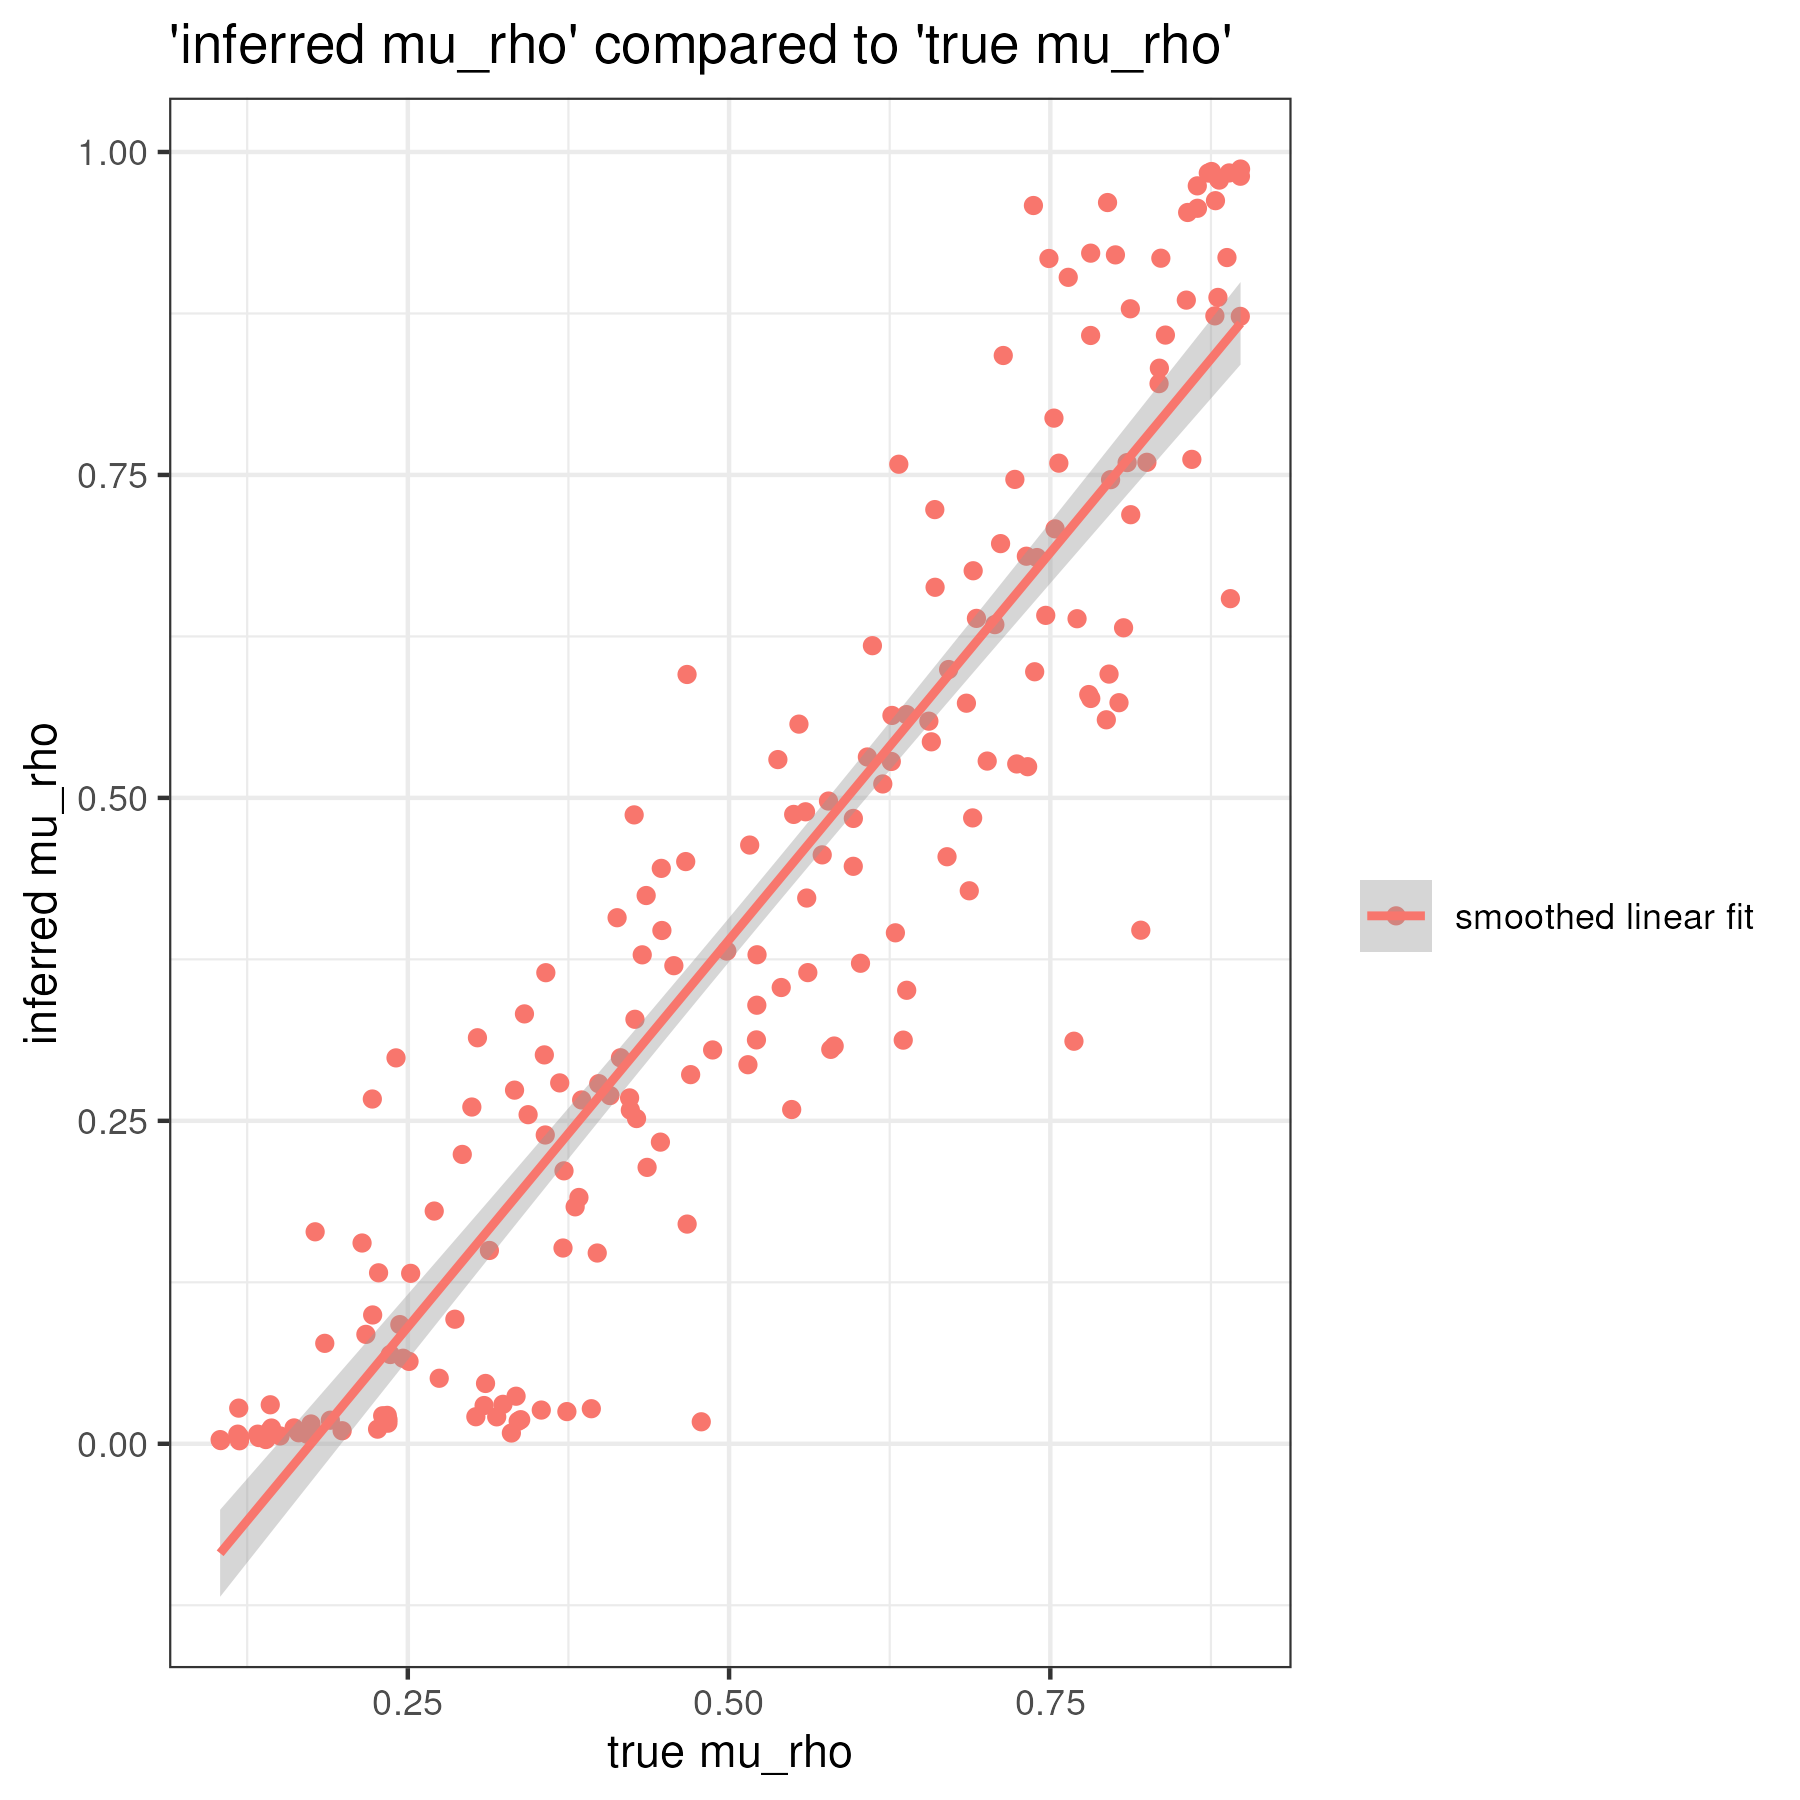 'inferred mu_rho' compared to 'true mu_rho'
1.00
0.75
0.50
0.25
0.00
inferred mu_rho
0.25
0.50
0.75
true mu_rho
smoothed linear fit